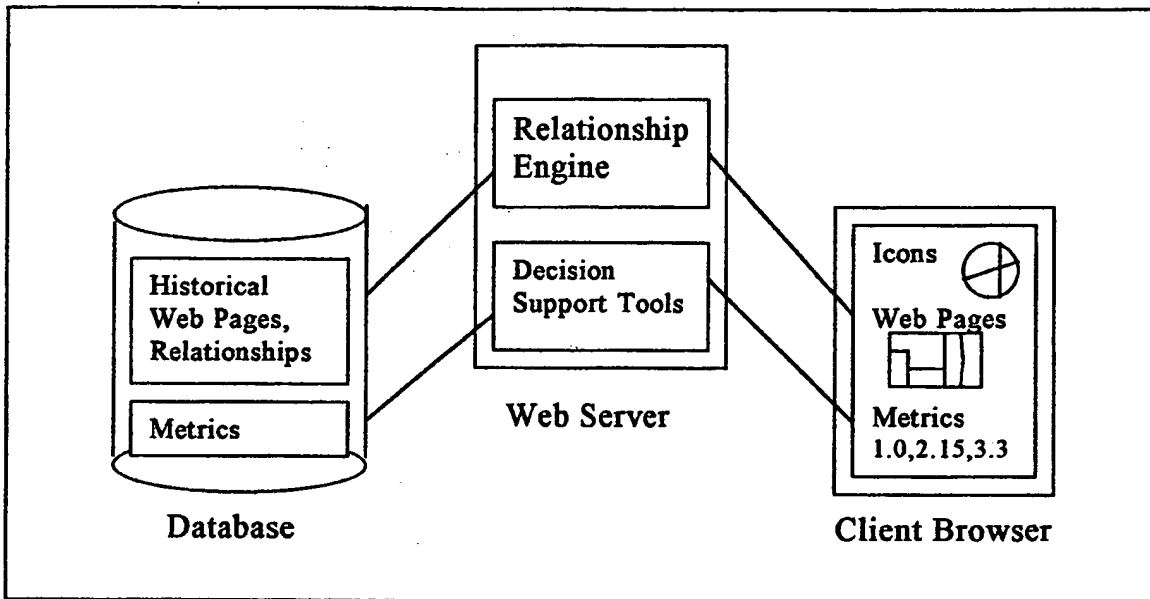 Historical
Web Pages,
Relationships
Metrics
Database
Relationship
Engine
Decision
Support Tools
Web Server
Icons
Web Pages
Metrics
1.0,2.15,3.3
Client Browser